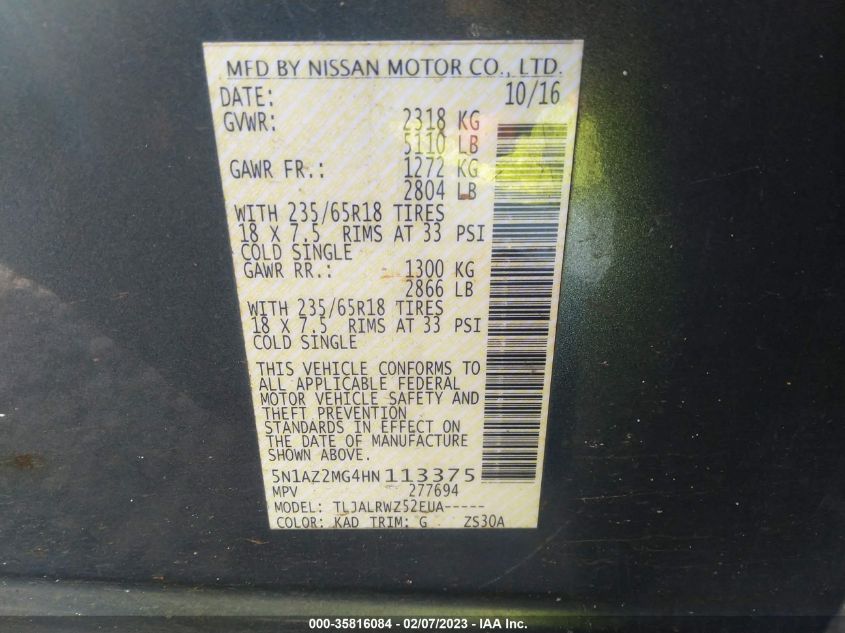 MFD BY NISSAN MOTOR CO., LTD.
DATE: 10/16
GVWR: 2318 KG
5110 LB
GAWR FR.: 1272 KG
2804 LB
WITH 235/65R18 TIRES
18 X 7.5 RIMS AT 33 PSI
COLD SINGLE
GAWR RR.: 1300 KG
2866 LB
WITH 235/65R18 TIRES
18 X 7.5 RIMS AT 33 PSI
COLD SINGLE
THIS VEHICLE CONFORMS TO
ALL APPLICABLE FEDERAL
MOTOR VEHICLE SAFETY AND
THEFT PREVENTION
STANDARDS IN EFFECT ON
THE DATE OF MANUFACTURE
SHOWN ABOVE.
5N1AZ2MG4HN113375
MPV 277694
MODEL: TLJALRWZ52EUA-----
COLOR: KAD TRIM: G ZS30A
000-35816084 - 02/07/2023 - IAA Inc.